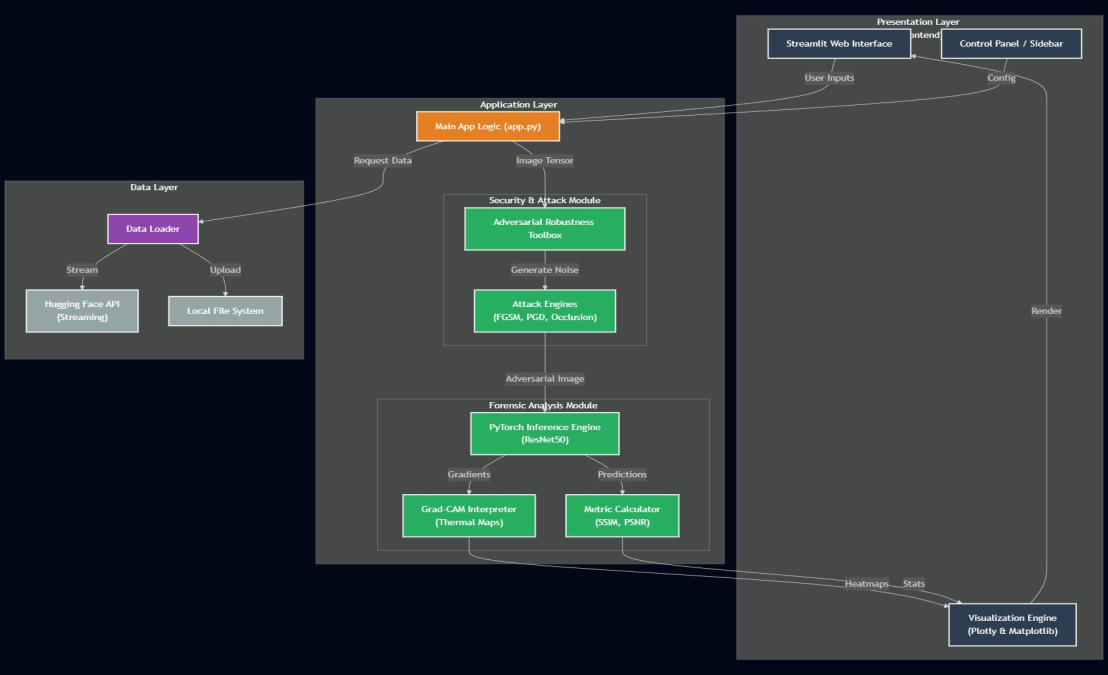 Presentation Layer
Streamlit Web Interface
Control Panel / Sidebar
User Inputs
Config
Application Layer
Main App Logic (app.py)
Request Data
Image Tensor
Data Layer
Data Loader
Stream
Upload
Hugging Face API
(Streaming)
Local File System
Security & Attack Module
Adversarial Robustness
Toolbox
Generate Noise
Attack Engines
(FGSM, PGD, Occlusion)
Adversarial Image
Forensic Analysis Module
PyTorch Inference Engine
(ResNet50)
Gradients
Predictions
Grad-CAM Interpreter
(Thermal Maps)
Metric Calculator
(SSIM, PSNR)
Heatmaps
Stats
Render
Visualization Engine
(Plotly & Matplotlib)